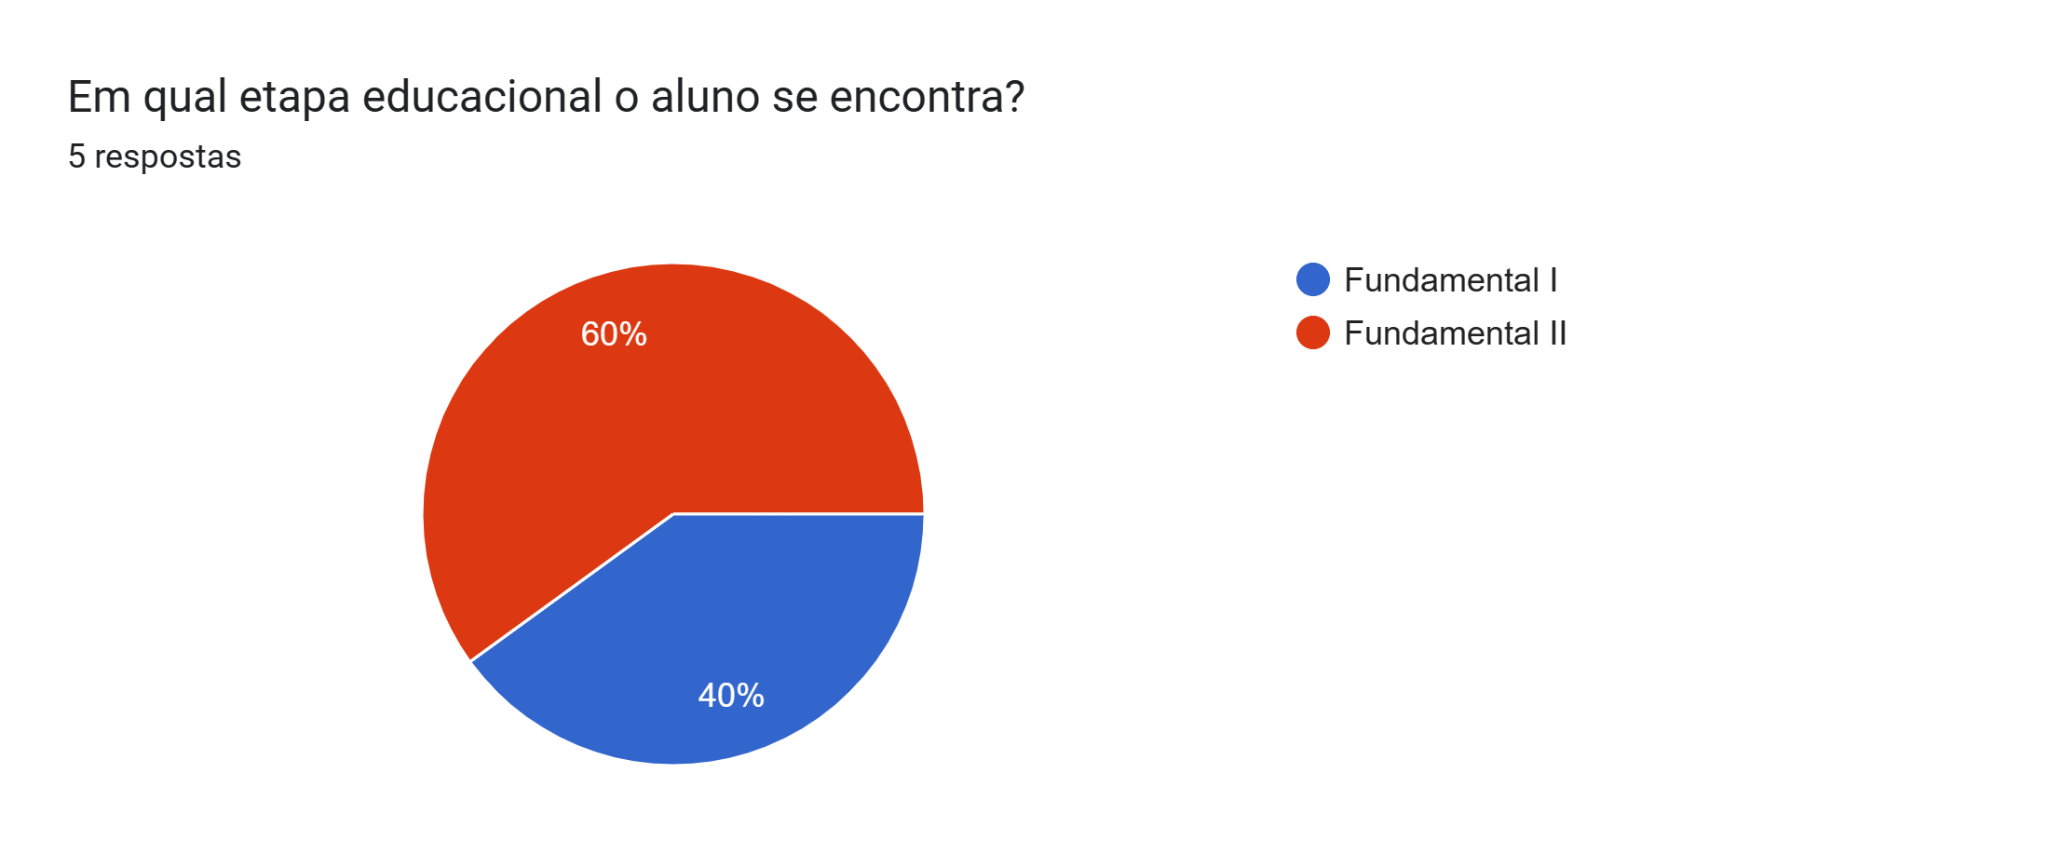 Em qual etapa educacional o aluno se encontra?
5 respostas
Fundamental I
Fundamental II
60%
40%